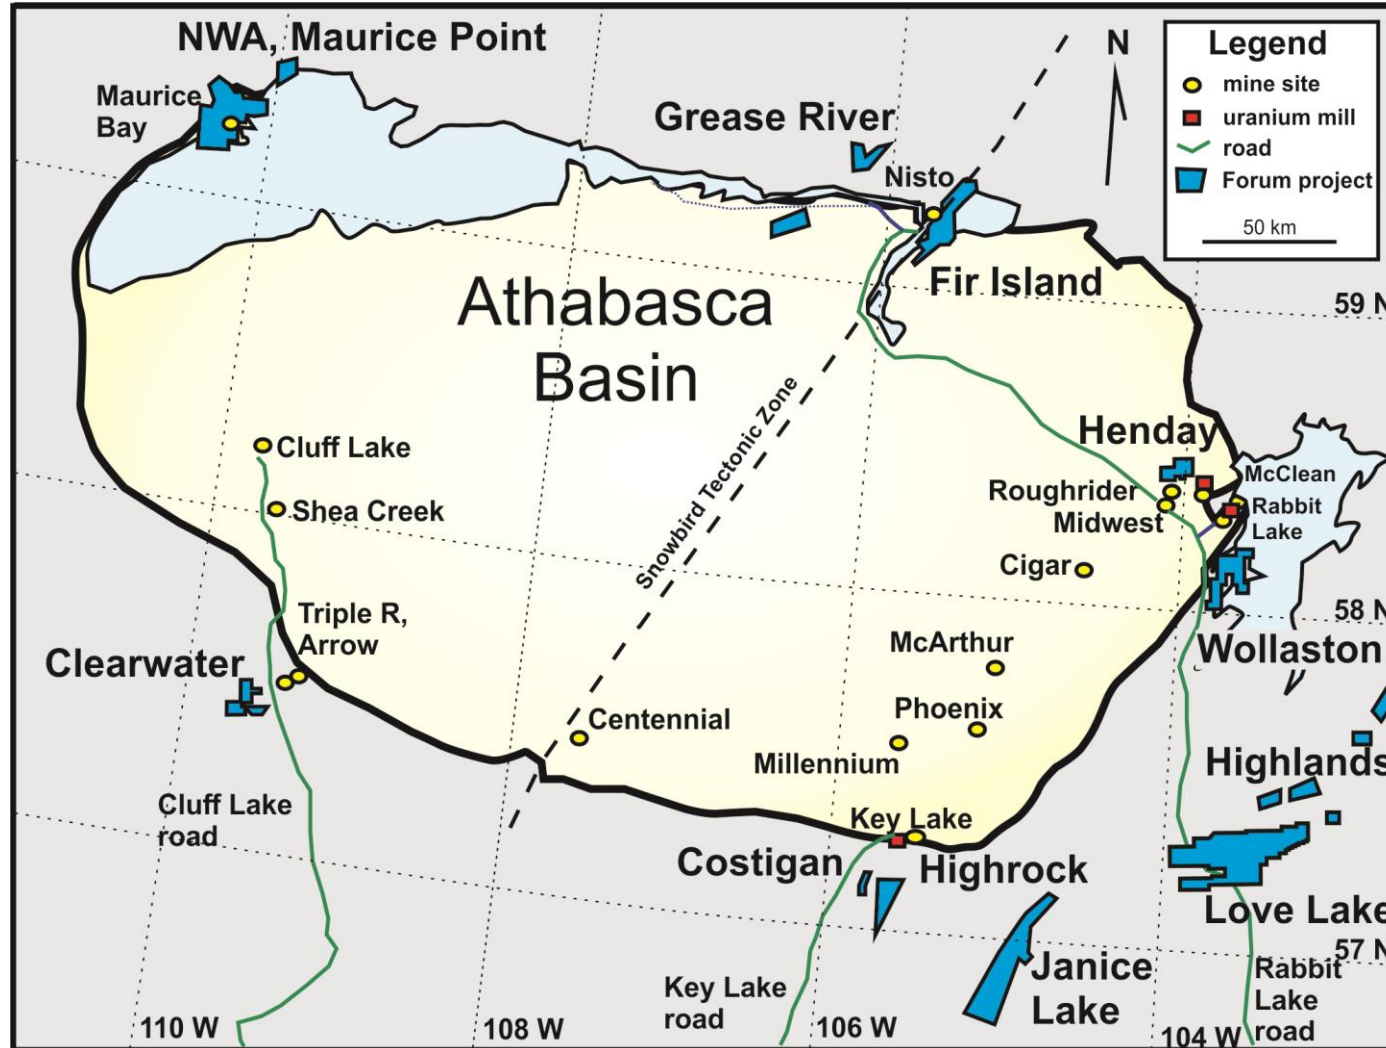 NWA, Maurice Point
Maurice
Bay
Grease River
Nisto
N
Legend
mine site
uranium mill
road
Forum project
50 km
Fir Island
59 N
Athabasca
Basin
Snowbird Tectonic Zone
Henday
McClean
Rabbit
Lake
Roughrider
Midwest
Cigar
Cluff Lake
Shea Creek
58 N
Triple R,
Arrow
Clearwater
McArthur
Wollaston
Phoenix
Centennial
Millennium
Highlands
Cluff Lake
road
Key Lake
Costigan
Highrock
Love Lake
57 N
Janice
Lake
Key Lake
road
Rabbit
Lake
road
110 W
108 W
106 W
104 W